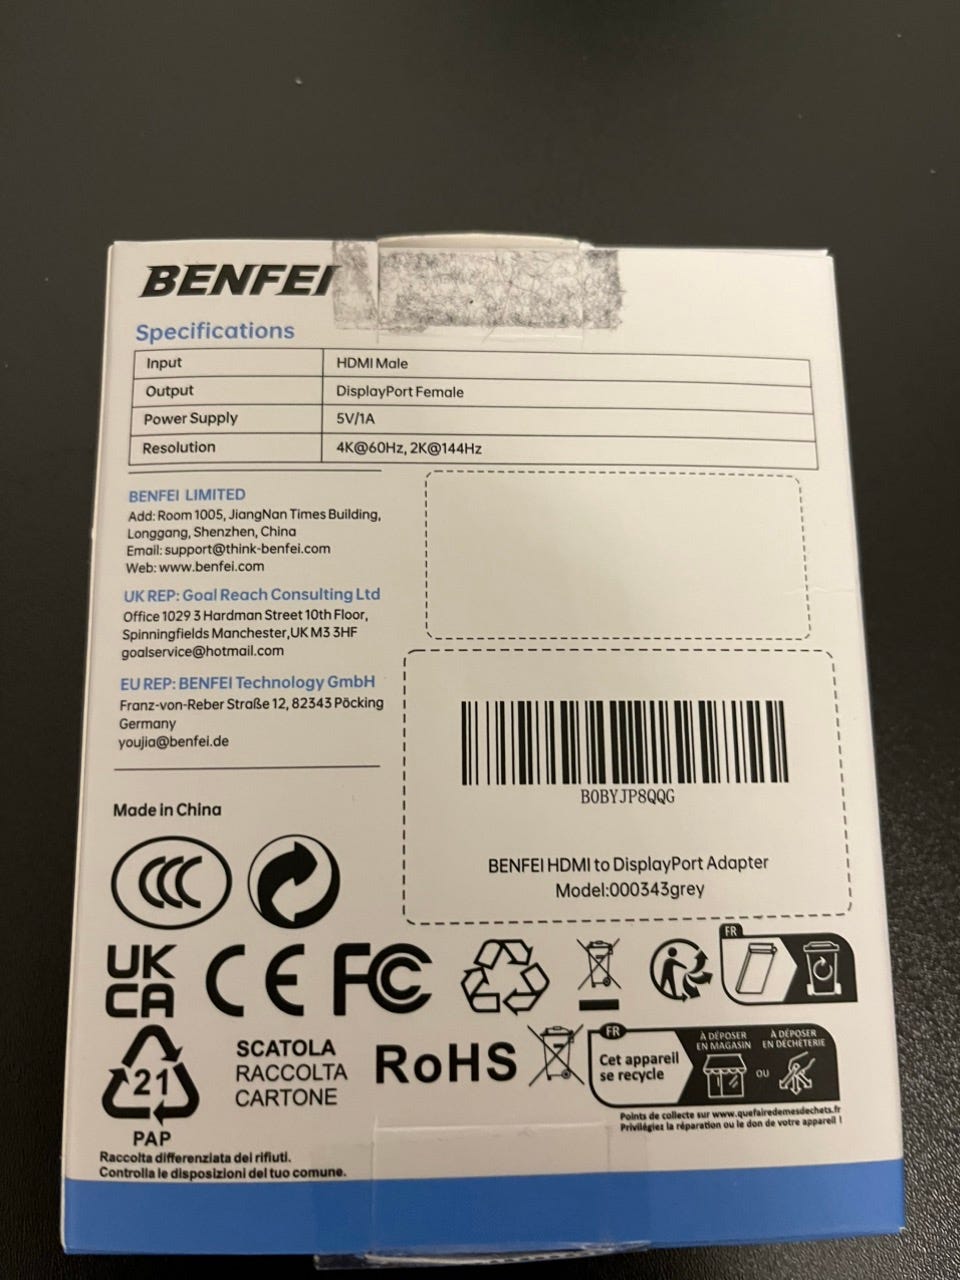 BENFEI
Specifications
Input HDMI Male
Output DisplayPort Female
Power Supply 5V/1A
Resolution 4K@60Hz, 2K@144Hz
BENFEI LIMITED
Add: Room 1005, JiangNan Times Building,
Longgang, Shenzhen, China
Email: support@think-benfei.com
Web: www.benfei.com
UK REP: Goal Reach Consulting Ltd
Office 1029 3 Hardman Street 10th Floor,
Spinningfields Manchester,UK M3 3HF
goalservice@hotmail.com
EU REP: BENFEI Technology GmbH
Franz-von-Reber Straße 12, 82343 Pöcking
Germany
youjia@benfei.de
B0BYJP8QQG
BENFEI HDMI to DisplayPort Adapter
Model:000343grey
Made in China
CCC
UK
CA
CE
FC
FR
21
PAP
SCATOLA
RACCOLTA
CARTONE
RoHS
FR
Cet appareil
se recycle
À DÉPOSER
EN MAGASIN
OU
À DÉPOSER
EN DÉCHÈTERIE
Points de collecte sur www.quefairedemesdechets.fr
Privilégiez la réparation ou le don de votre appareil !
Raccolta differenziata dei rifiuti.
Controlla le disposizioni del tuo comune.